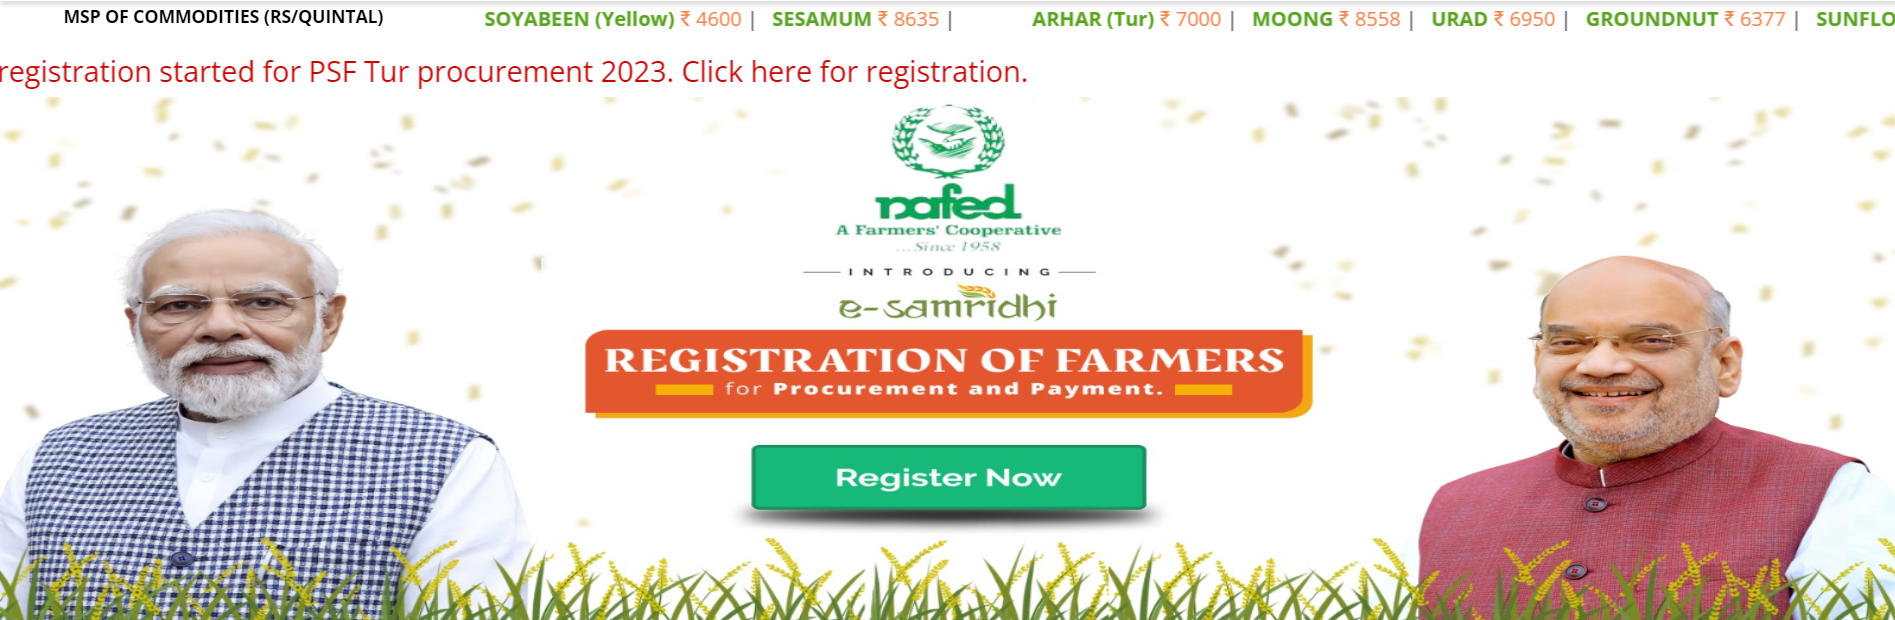 MSP OF COMMODITIES (RS/QUINTAL) SOYABEEN (Yellow) ₹ 4600 | SESAMUM ₹ 8635 | ARHAR (Tur) ₹ 7000 | MOONG ₹ 8558 | URAD ₹ 6950 | GROUNDNUT ₹ 6377 | SUNFLO
registration started for PSF Tur procurement 2023. Click here for registration.
nafed
A Farmers' Cooperative
...Since 1958
INTRODUCING
e-samridhi
REGISTRATION OF FARMERS
for Procurement and Payment.
Register Now